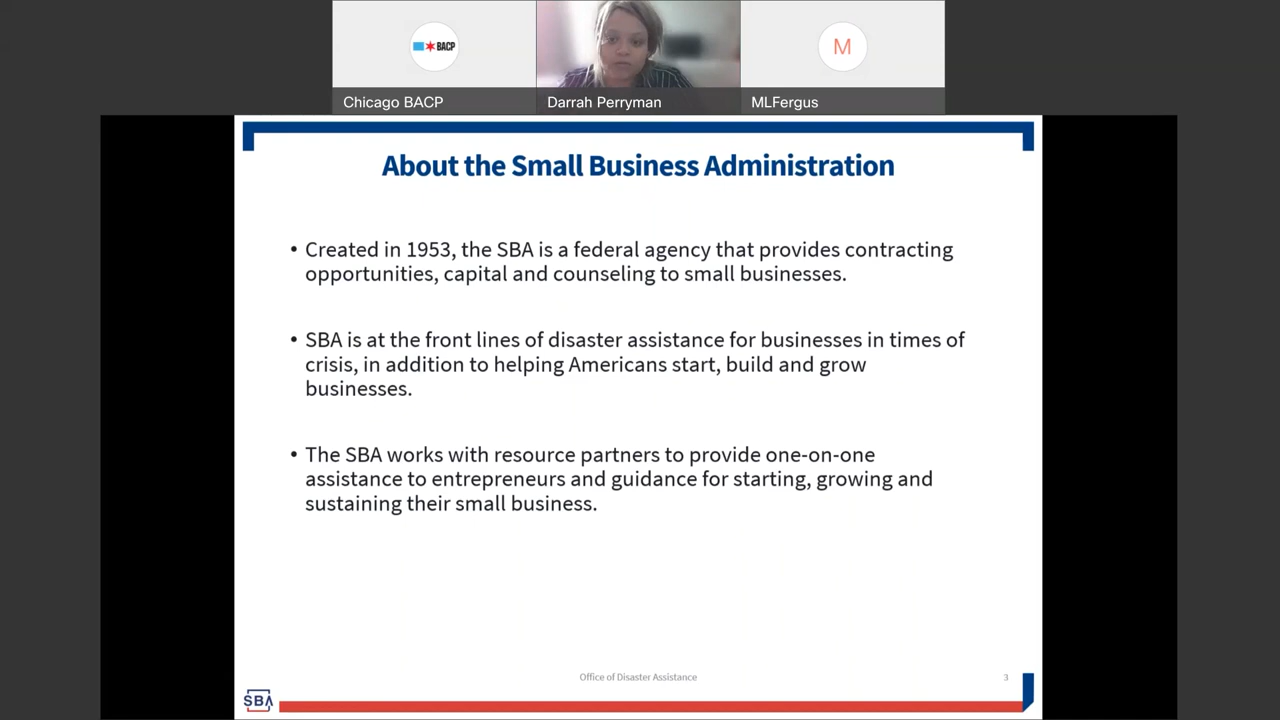 BACP
M
Chicago BACP
Darrah Perryman
MLFergus
About the Small Business Administration
• Created in 1953, the SBA is a federal agency that provides contracting
opportunities, capital and counseling to small businesses.
• SBA is at the front lines of disaster assistance for businesses in times of
crisis, in addition to helping Americans start, build and grow
businesses.
• The SBA works with resource partners to provide one-on-one
assistance to entrepreneurs and guidance for starting, growing and
sustaining their small business.
Office of Disaster Assistance
3
SBA